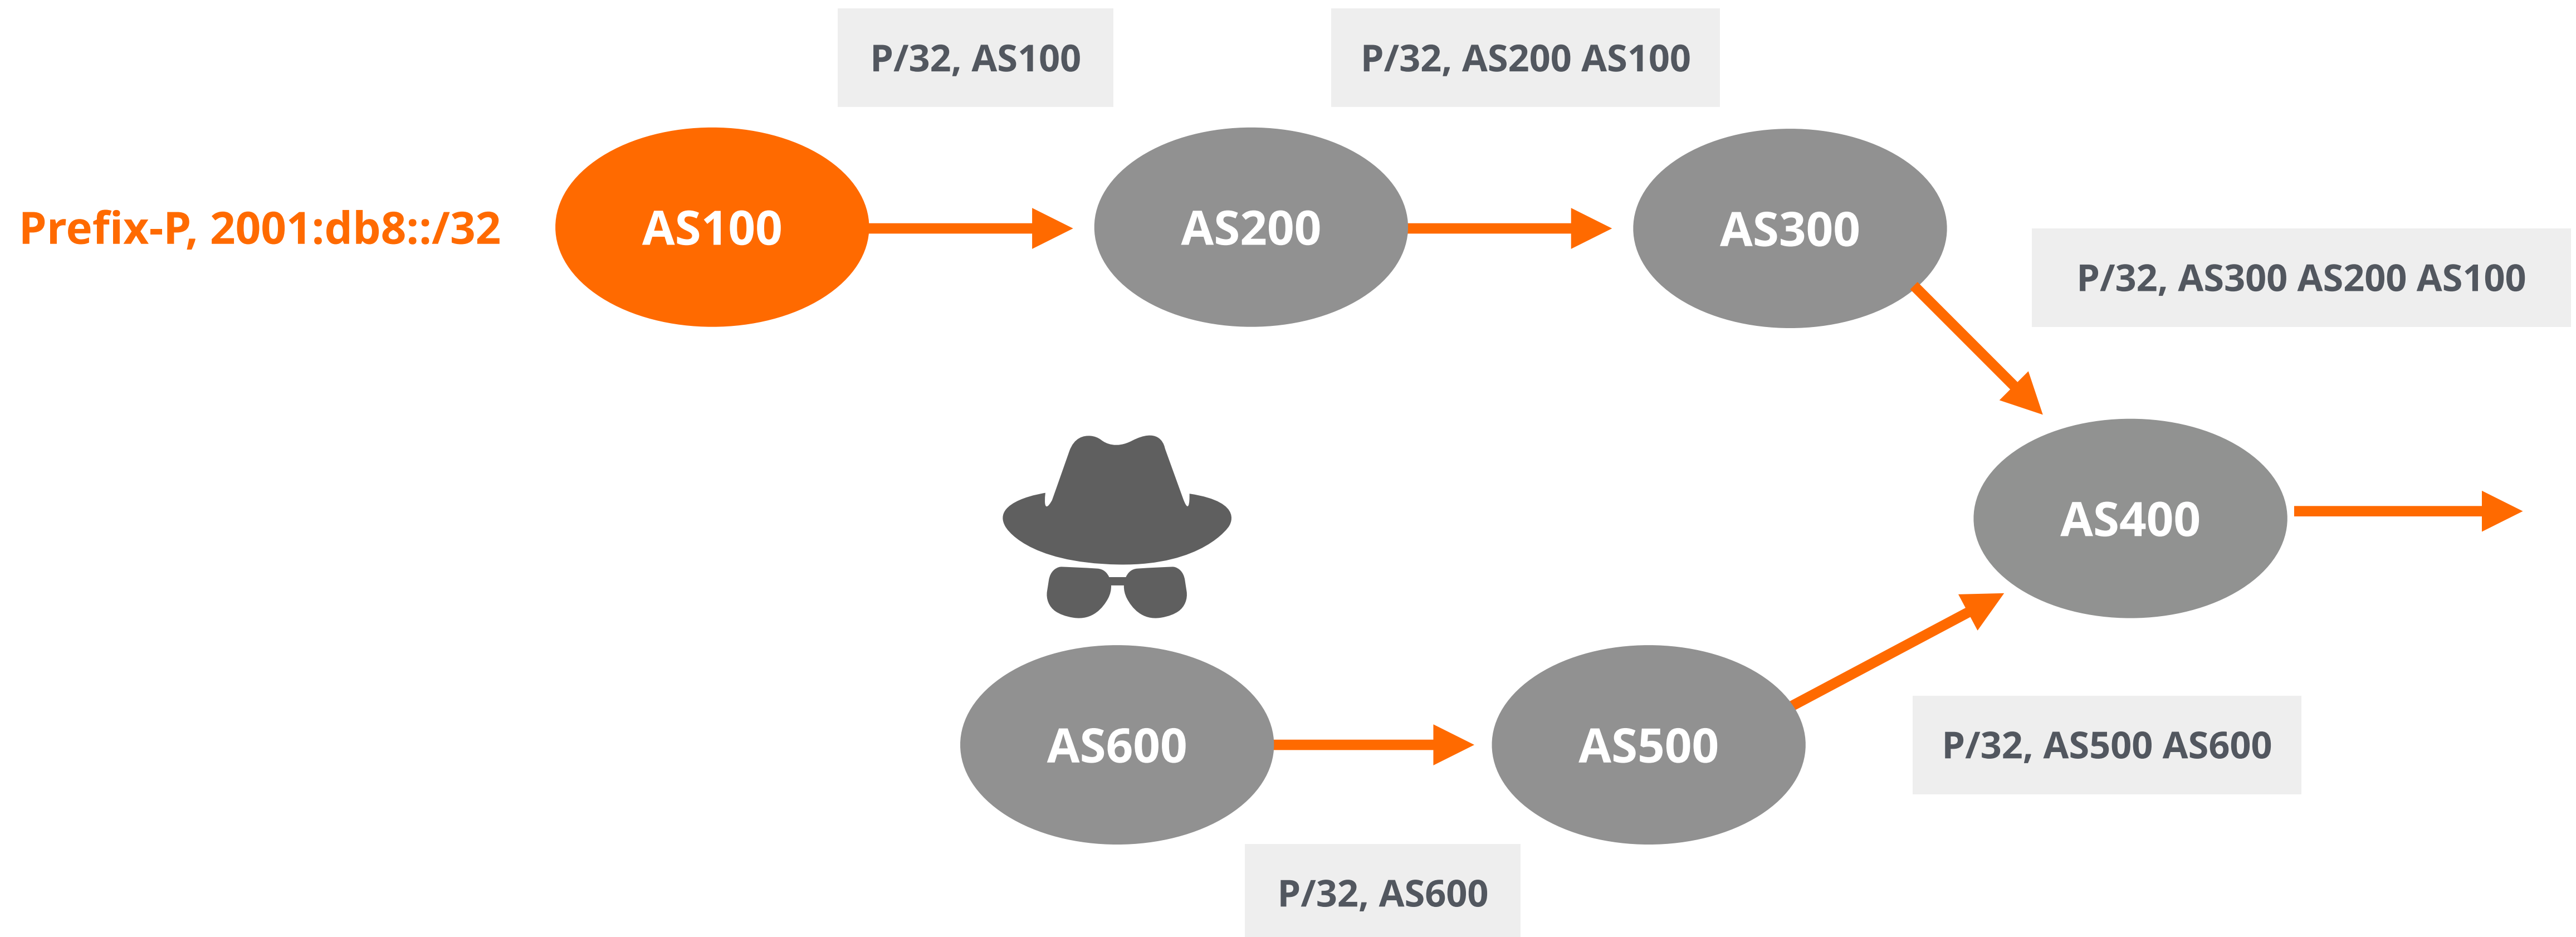 P/32, AS100
P/32, AS200 AS100
Prefix-P, 2001:db8::/32
AS100
AS200
AS300
P/32, AS300 AS200 AS100
AS400
AS600
AS500
P/32, AS500 AS600
P/32, AS600